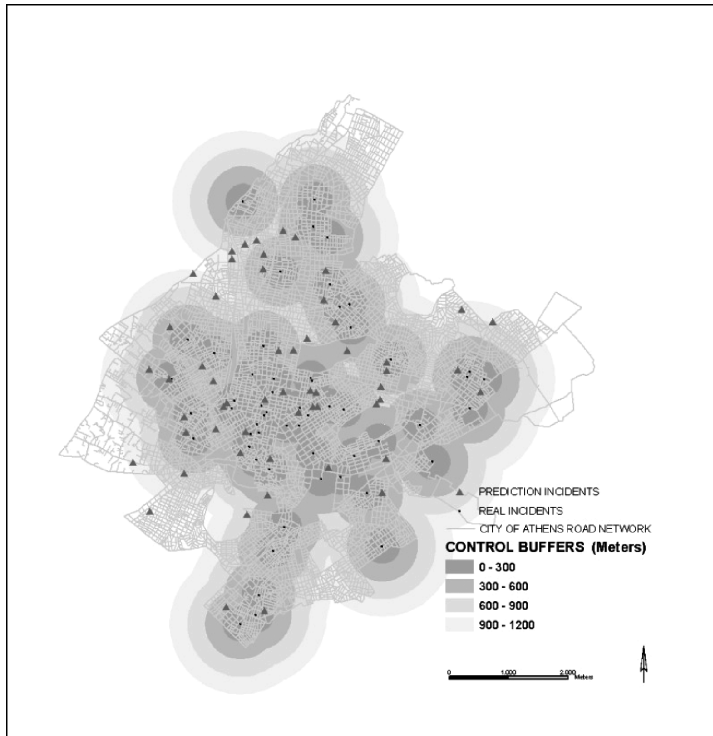 PREDICTION INCIDENTS
REAL INCIDENTS
CITY OF ATHENS ROAD NETWORK
CONTROL BUFFERS (Meters)
0 - 300
300 - 600
600 - 900
900 - 1200
0 1.000 2.000
Meters